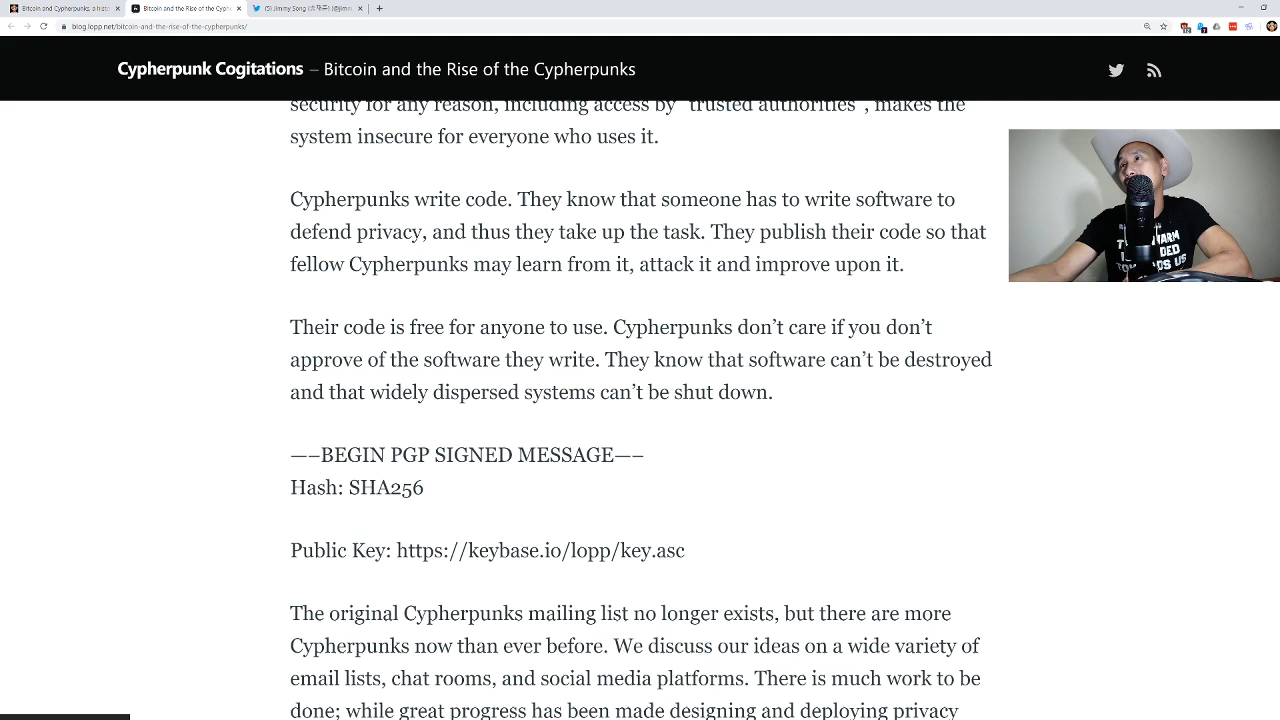 Bitcoin and Cypherpunks, a hist
Bitcoin and the Rise of the Cyph
(5) Jimmy Song
blog.lopp.net/bitcoin-and-the-rise-of-the-cypherpunks/
Cypherpunk Cogitations – Bitcoin and the Rise of the Cypherpunks
security for any reason, including access by “trusted authorities”, makes the
system insecure for everyone who uses it.
Cypherpunks write code. They know that someone has to write software to
defend privacy, and thus they take up the task. They publish their code so that
fellow Cypherpunks may learn from it, attack it and improve upon it.
Their code is free for anyone to use. Cypherpunks don’t care if you don’t
approve of the software they write. They know that software can’t be destroyed
and that widely dispersed systems can’t be shut down.
—–BEGIN PGP SIGNED MESSAGE—–
Hash: SHA256
Public Key: https://keybase.io/lopp/key.asc
The original Cypherpunks mailing list no longer exists, but there are more
Cypherpunks now than ever before. We discuss our ideas on a wide variety of
email lists, chat rooms, and social media platforms. There is much work to be
done; while great progress has been made designing and deploying privacy